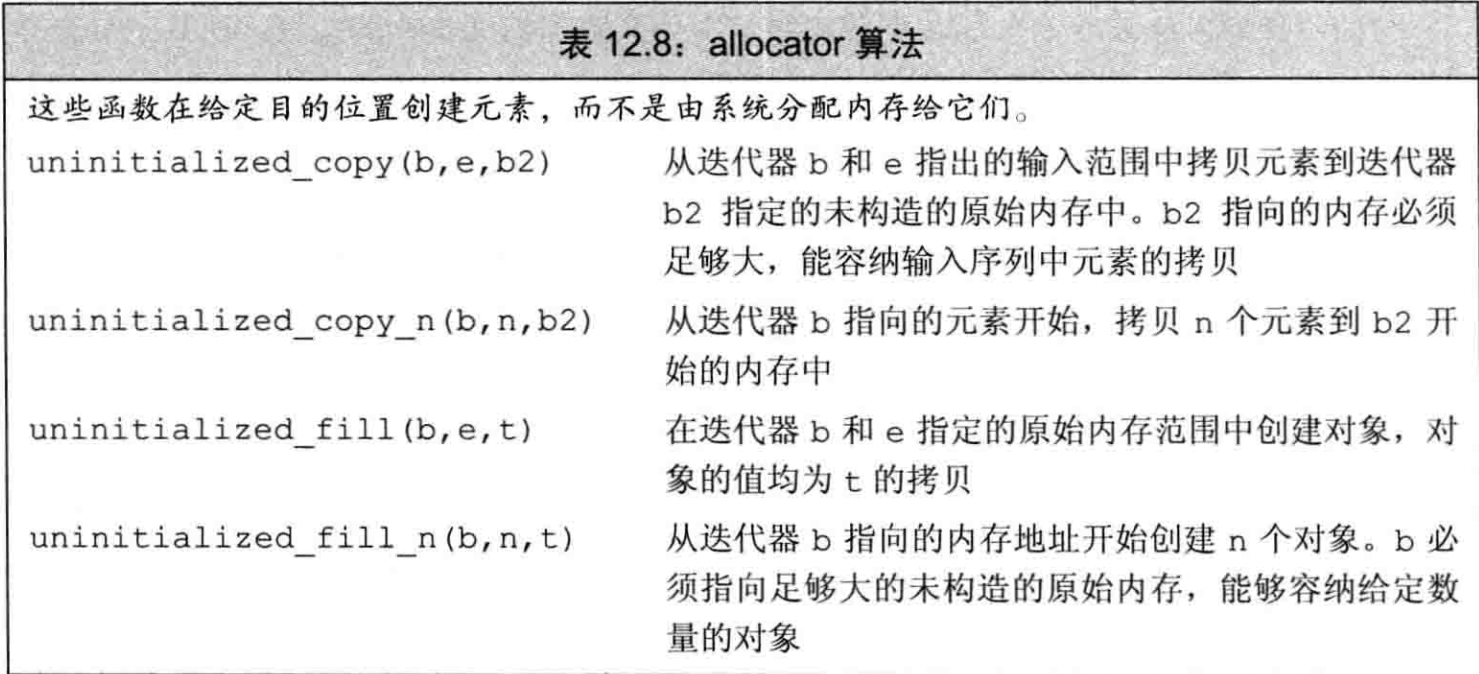 表 12.8：allocator 算法
这些函数在给定目的位置创建元素，而不是由系统分配内存给它们。
uninitialized_copy(b,e,b2) 从迭代器 b 和 e 指出的输入范围中拷贝元素到迭代器
b2 指定的未构造的原始内存中。b2 指向的内存必须
足够大，能容纳输入序列中元素的拷贝
uninitialized_copy_n(b,n,b2) 从迭代器 b 指向的元素开始，拷贝 n 个元素到 b2 开
始的内存中
uninitialized_fill(b,e,t) 在迭代器 b 和 e 指定的原始内存范围中创建对象，对
象的值均为 t 的拷贝
uninitialized_fill_n(b,n,t) 从迭代器 b 指向的内存地址开始创建 n 个对象。b 必
须指向足够大的未构造的原始内存，能够容纳给定数
量的对象